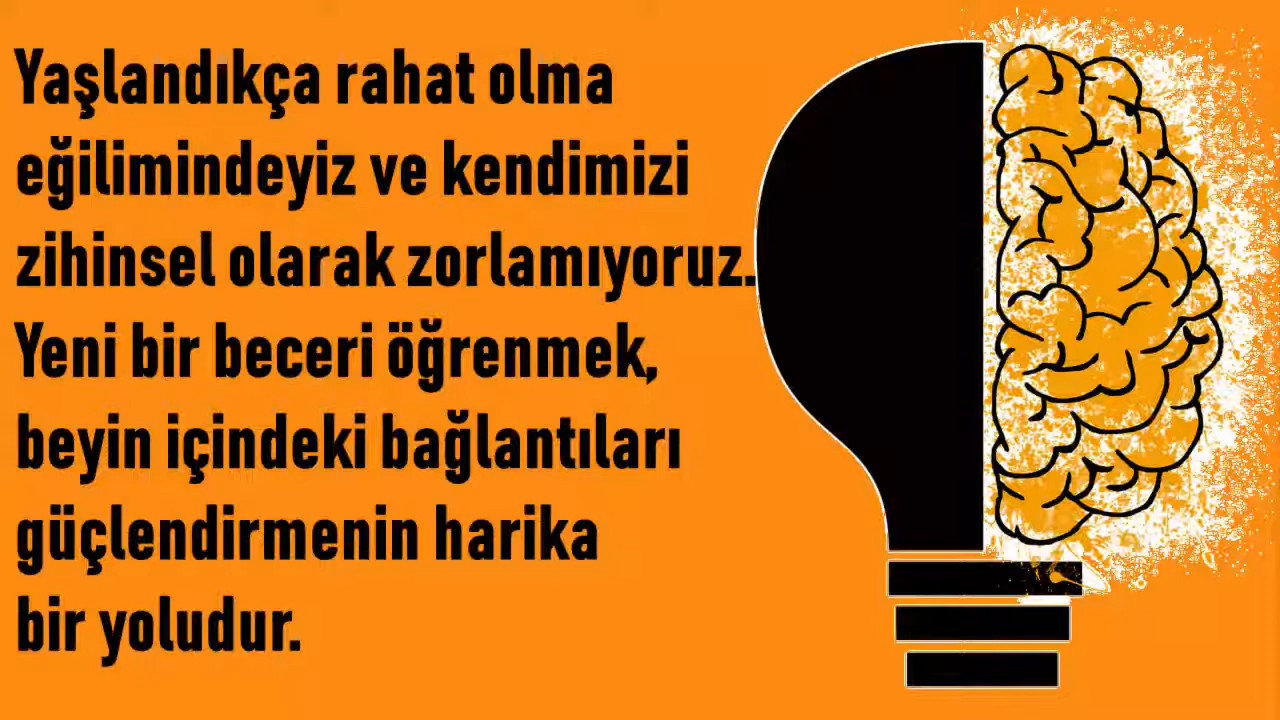 Yaşlandıkça rahat olma
eğilimindeyiz ve kendimizi
zihinsel olarak zorlamıyoruz.
Yeni bir beceri öğrenmek,
beyin içindeki bağlantıları
güçlendirmenin harika
bir yoludur.